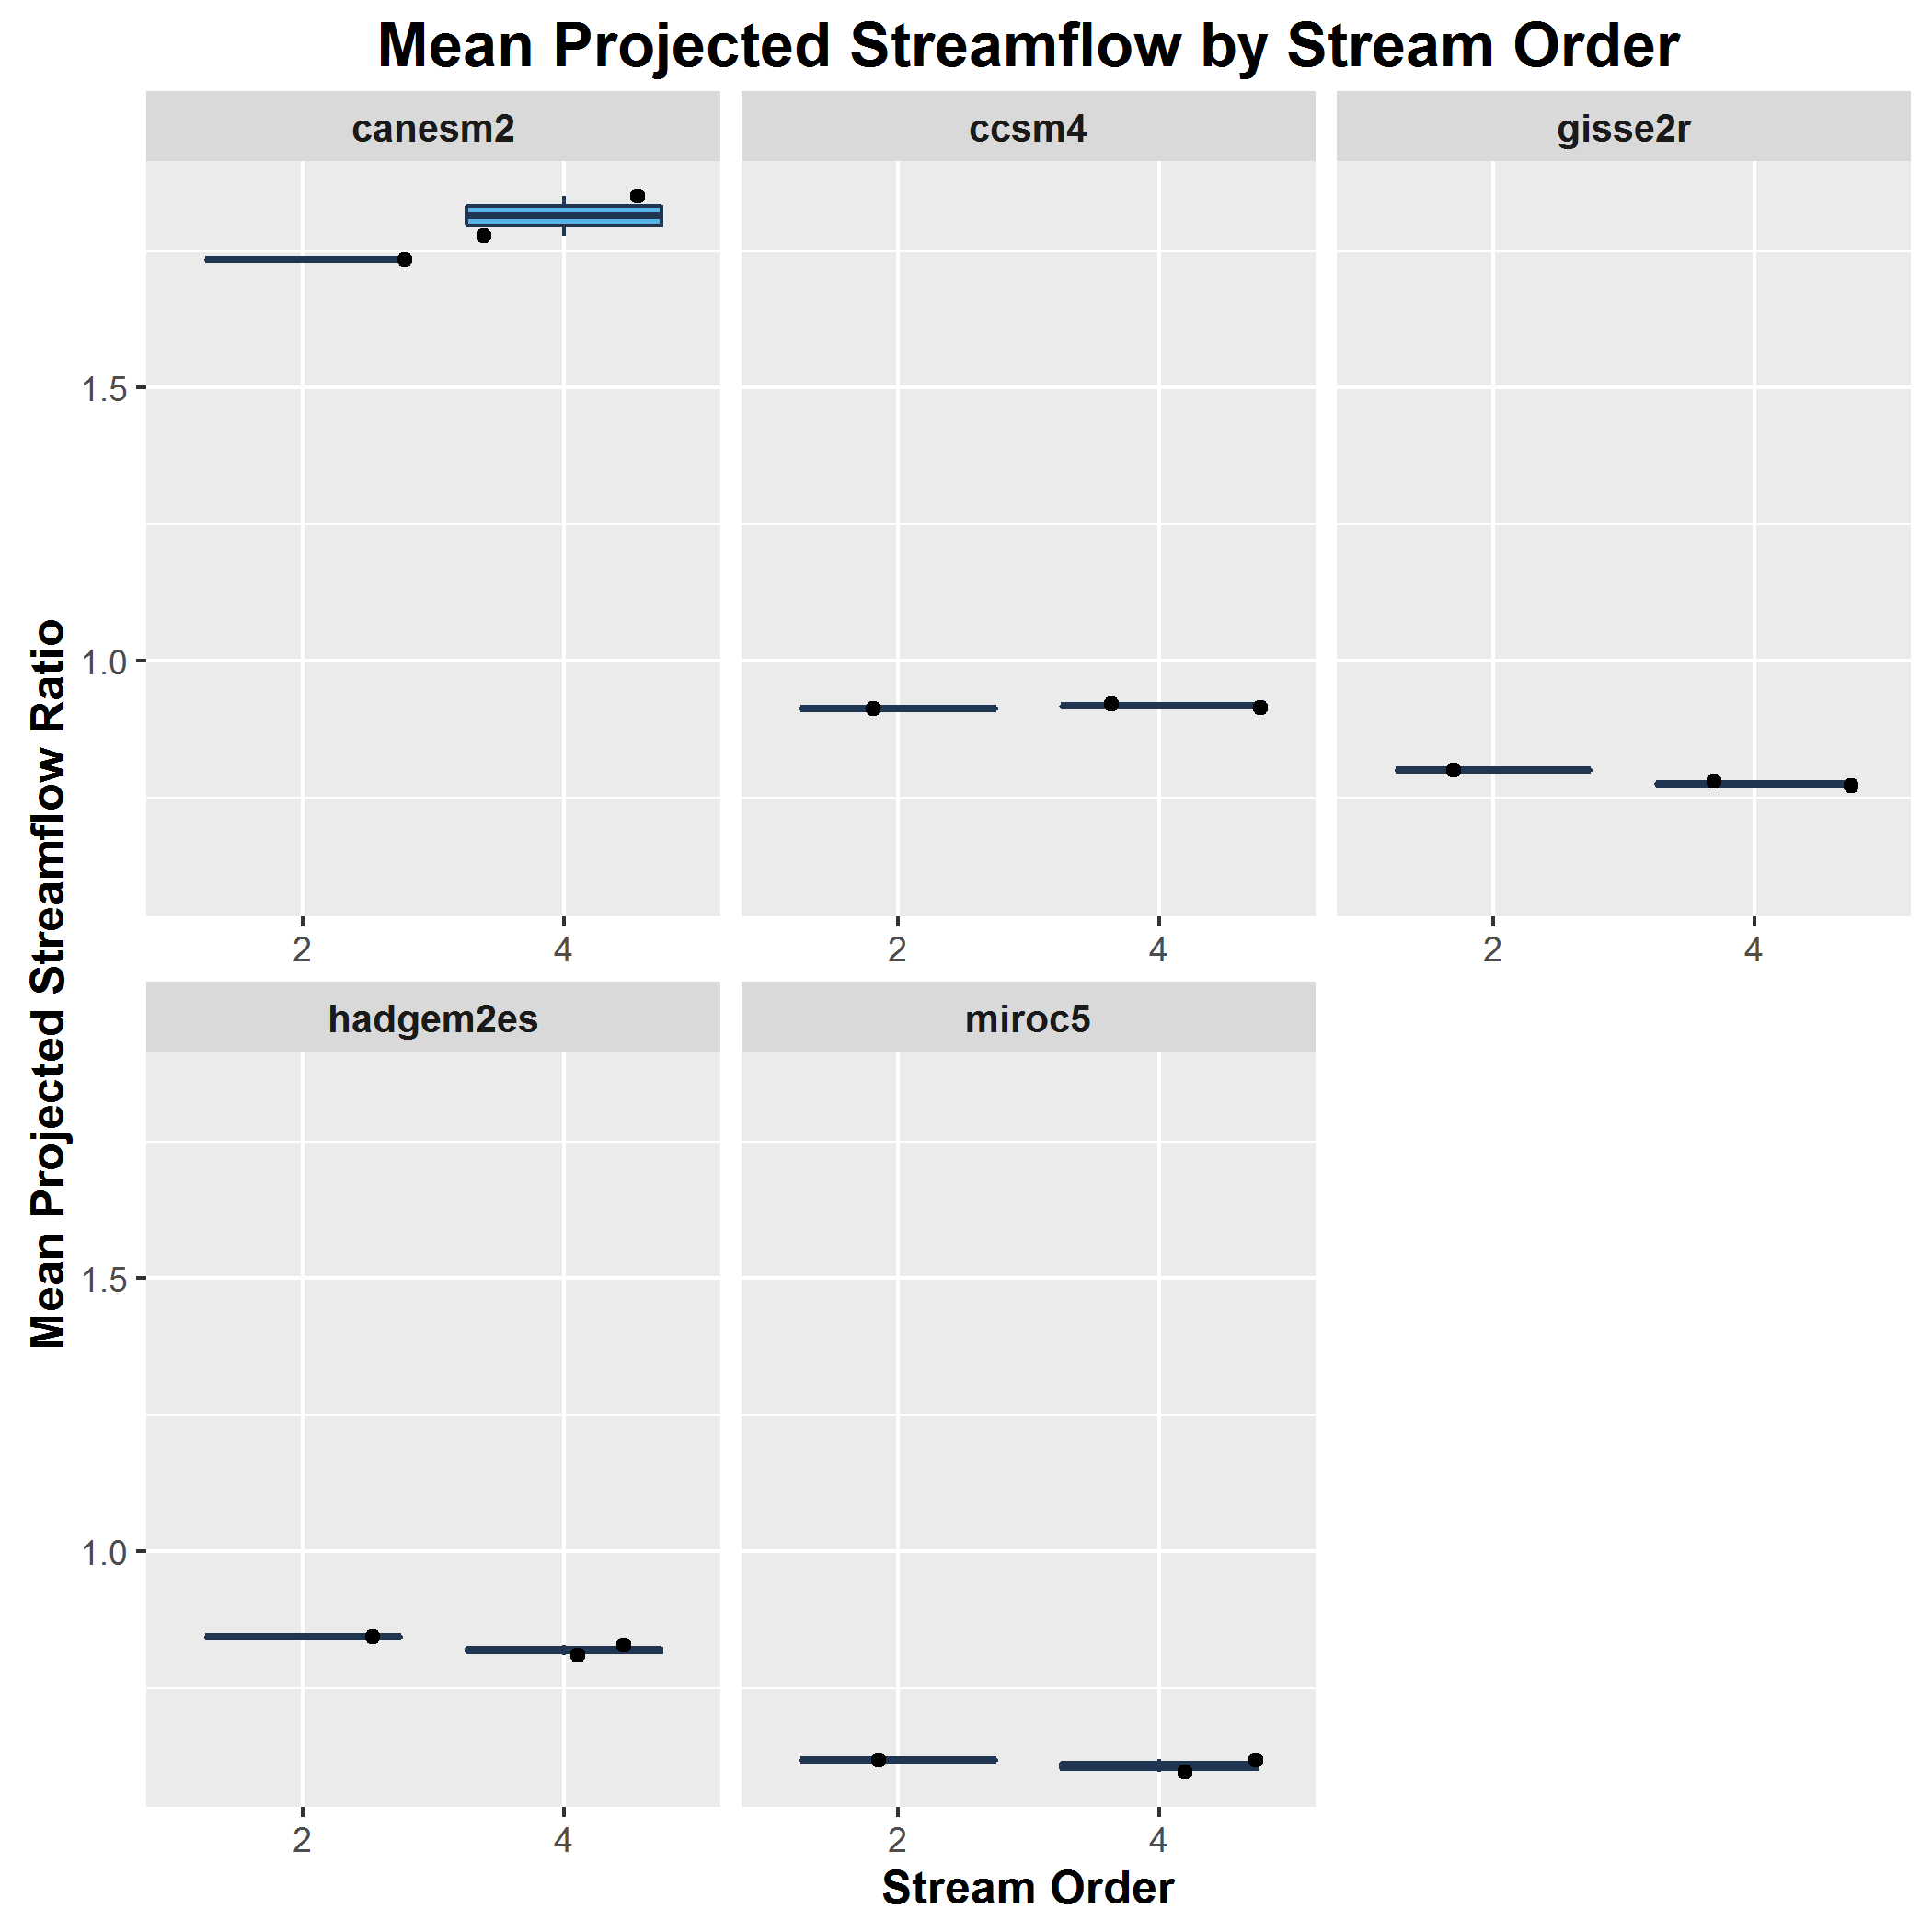 Mean Projected Streamflow by Stream Order
canesm2
ccsm4
gisse2r
1.5
1.0
2 4
2 4
2 4
hadgem2es
miroc5
1.5
1.0
2 4
2 4
Mean Projected Streamflow Ratio
Stream Order